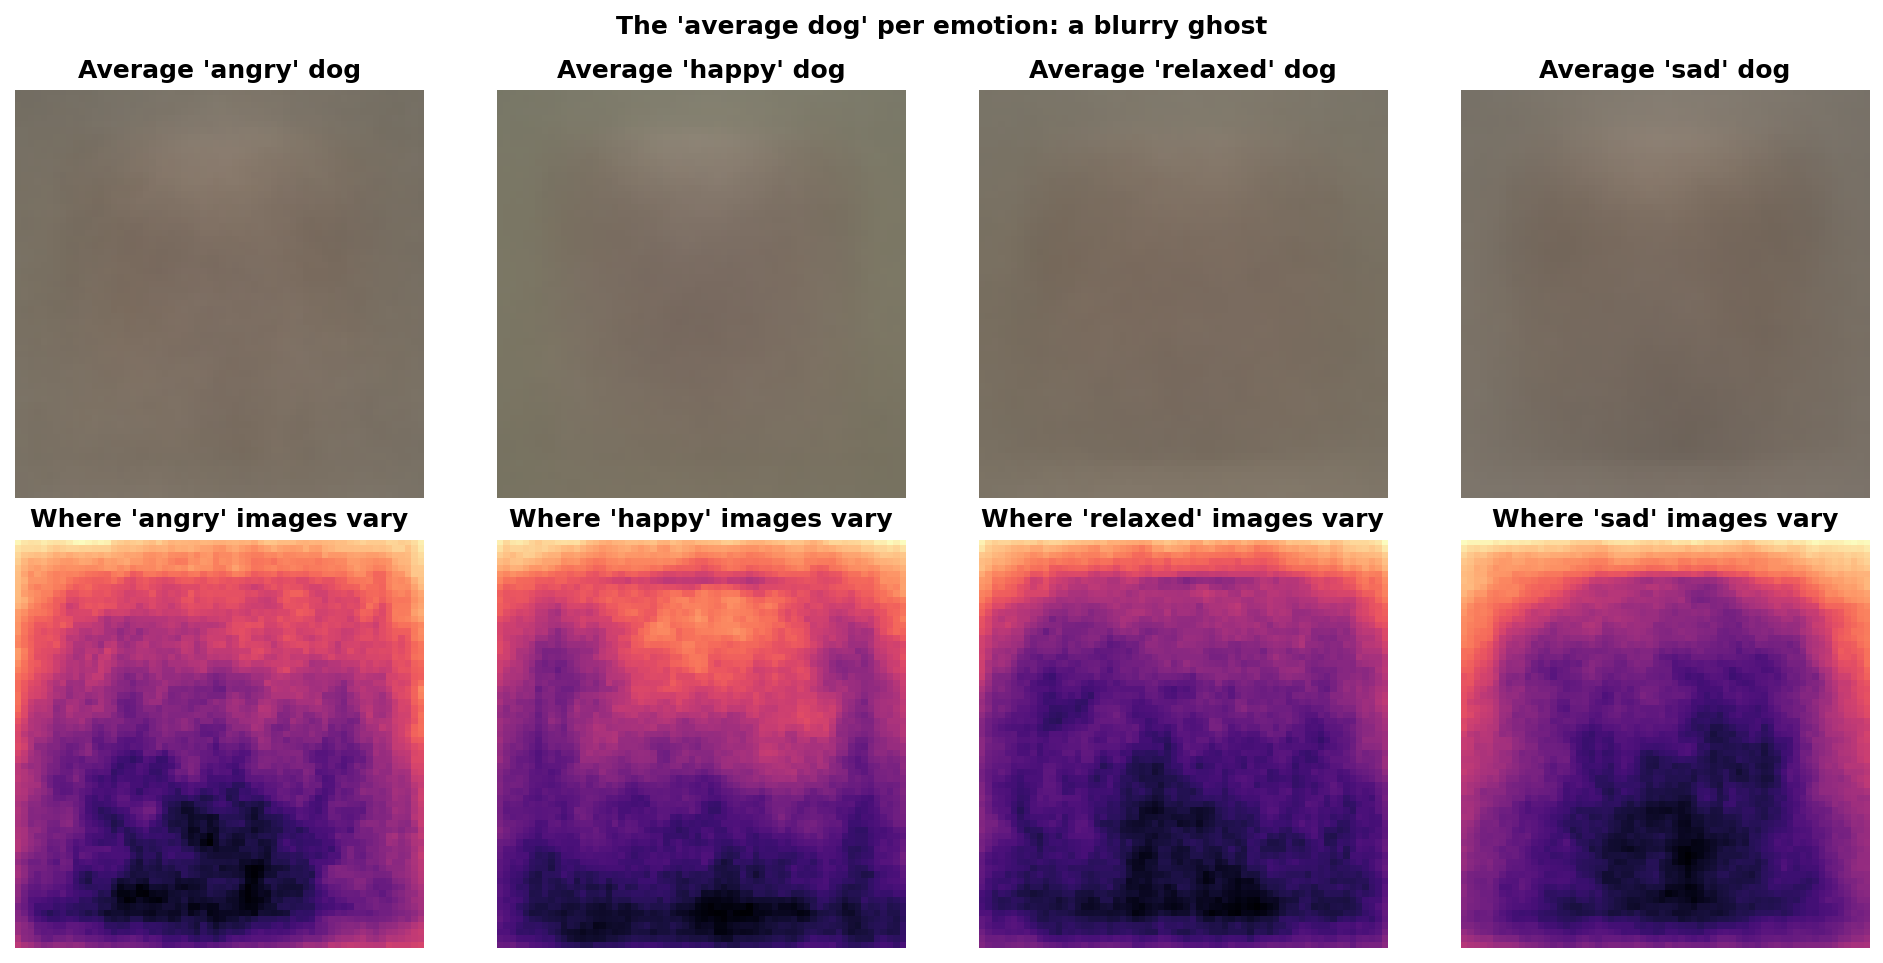 The 'average dog' per emotion: a blurry ghost
Average 'angry' dog
Average 'happy' dog
Average 'relaxed' dog
Average 'sad' dog
Where 'angry' images vary
Where 'happy' images vary
Where 'relaxed' images vary
Where 'sad' images vary